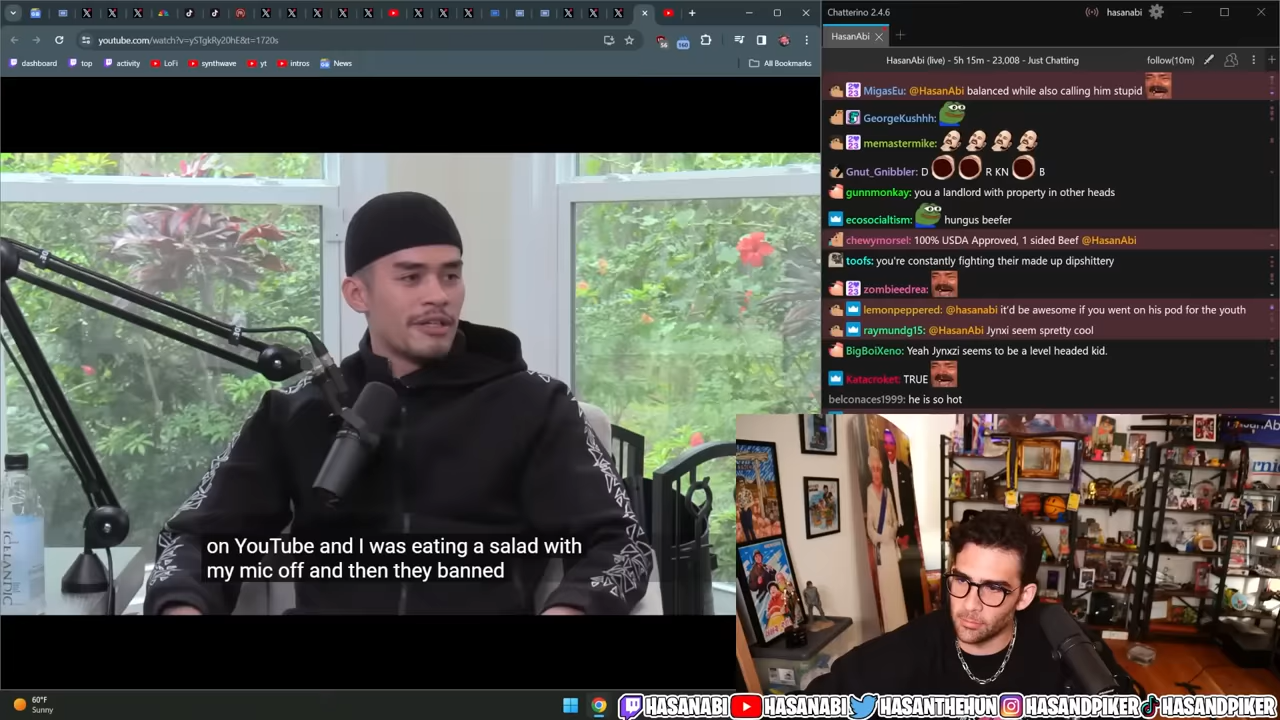 youtube.com/watch?v=ySTgkRy20hE&t=1720s
56
160
dashboard
top
activity
LoFi
synthwave
yt
intros
News
All Bookmarks
on YouTube and I was eating a salad with
my mic off and then they banned
60°F
Sunny
Chatterino 2.4.6
hasanabi
HasanAbi
HasanAbi (live) - 5h 15m - 23,008 - Just Chatting
follow(10m)
MigasEu: @HasanAbi balanced while also calling him stupid
GeorgeKushhh:
memastermike:
Gnut_Gnibbler: D R KN B
gunnmonkay: you a landlord with property in other heads
ecosocialtism: hungus beefer
chewymorsel: 100% USDA Approved, 1 sided Beef @HasanAbi
toofs: you're constantly fighting their made up dipshittery
zombieedrea:
lemonpeppered: @hasanabi it'd be awesome if you went on his pod for the youth
raymundg15: @HasanAbi Jynxi seem spretty cool
BigBoiXeno: Yeah Jynxzi seems to be a level headed kid.
Katacroket: TRUE
belconaces1999: he is so hot
HASANABI HASANABI HASANTHEHUN HASANDPIKER HASANDPIKER